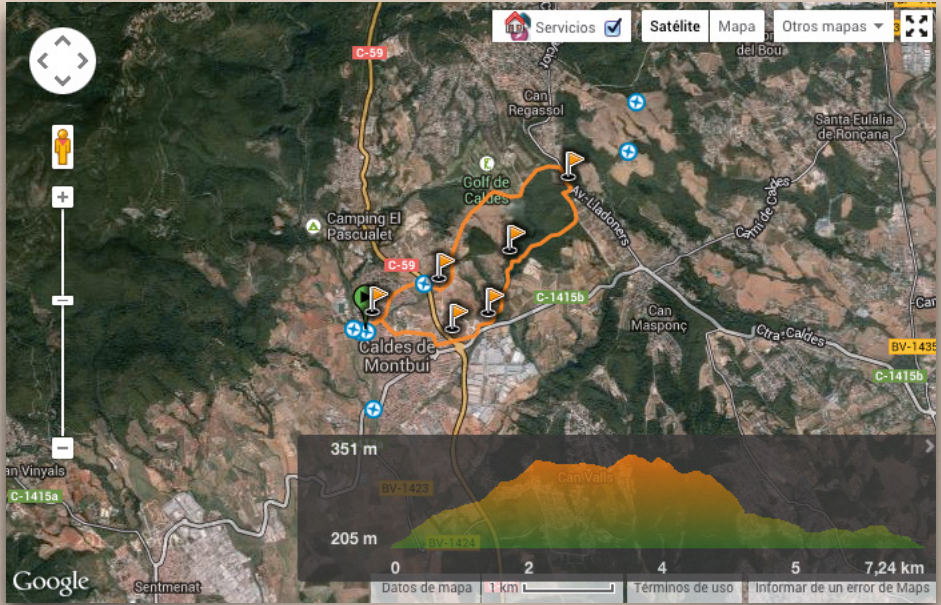 Servicios
Satélite
Mapa
Otros mapas
C-59
del Bou
Can
Regassol
Santa Eulàlia
de Ronçana
Golf de
Caldes
Av.-Lladoners
Camping El
Pascualet
C-59
C-1415b
Can
Masponç
Ctra.-Caldes
BV-1435
C-1415b
Caldes de
Montbui
351 m
an Vinyals
Can Valls
C-1415a
BV-1423
205 m
BV-1424
0
2
4
5
7,24 km
Google
Sentmenat
Datos de mapa
1 km
Términos de uso
Informar de un error de Maps